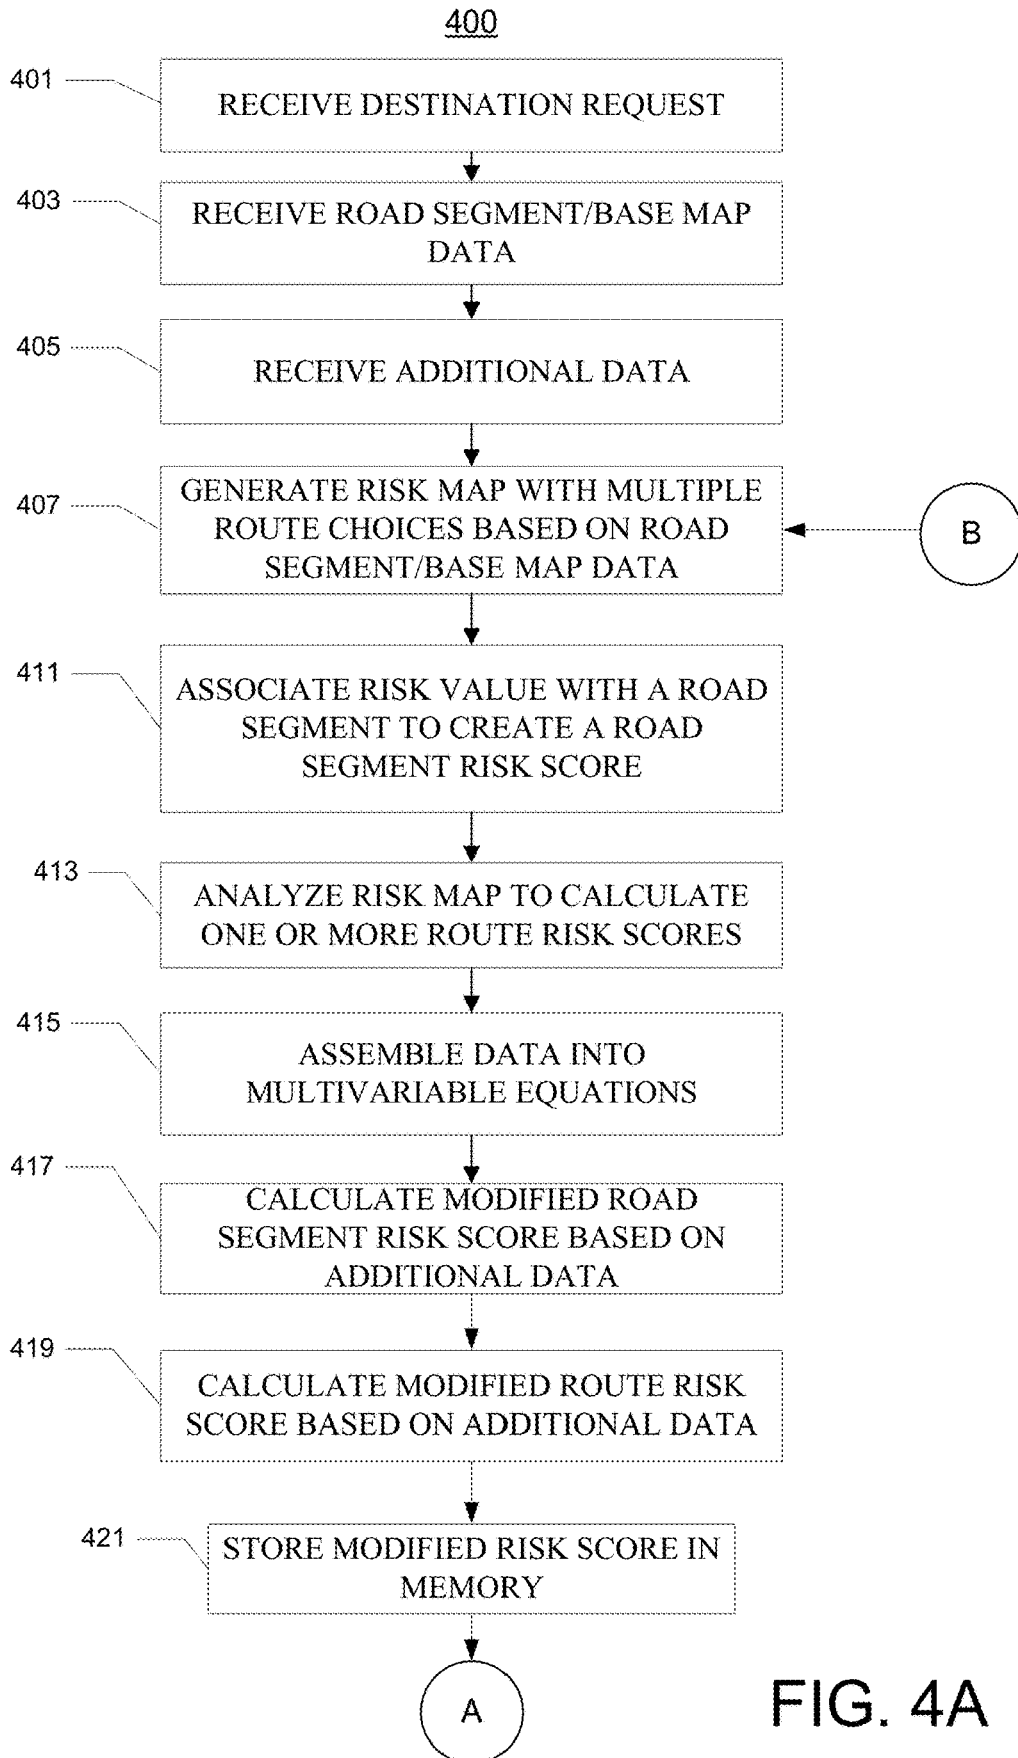 400
401
RECEIVE DESTINATION REQUEST
403
RECEIVE ROAD SEGMENT/BASE MAP
DATA
405
RECEIVE ADDITIONAL DATA
407
GENERATE RISK MAP WITH MULTIPLE
ROUTE CHOICES BASED ON ROAD
SEGMENT/BASE MAP DATA
B
411
ASSOCIATE RISK VALUE WITH A ROAD
SEGMENT TO CREATE A ROAD
SEGMENT RISK SCORE
413
ANALYZE RISK MAP TO CALCULATE
ONE OR MORE ROUTE RISK SCORES
415
ASSEMBLE DATA INTO
MULTIVARIABLE EQUATIONS
417
CALCULATE MODIFIED ROAD
SEGMENT RISK SCORE BASED ON
ADDITIONAL DATA
419
CALCULATE MODIFIED ROUTE RISK
SCORE BASED ON ADDITIONAL DATA
421
STORE MODIFIED RISK SCORE IN
MEMORY
A
FIG. 4A